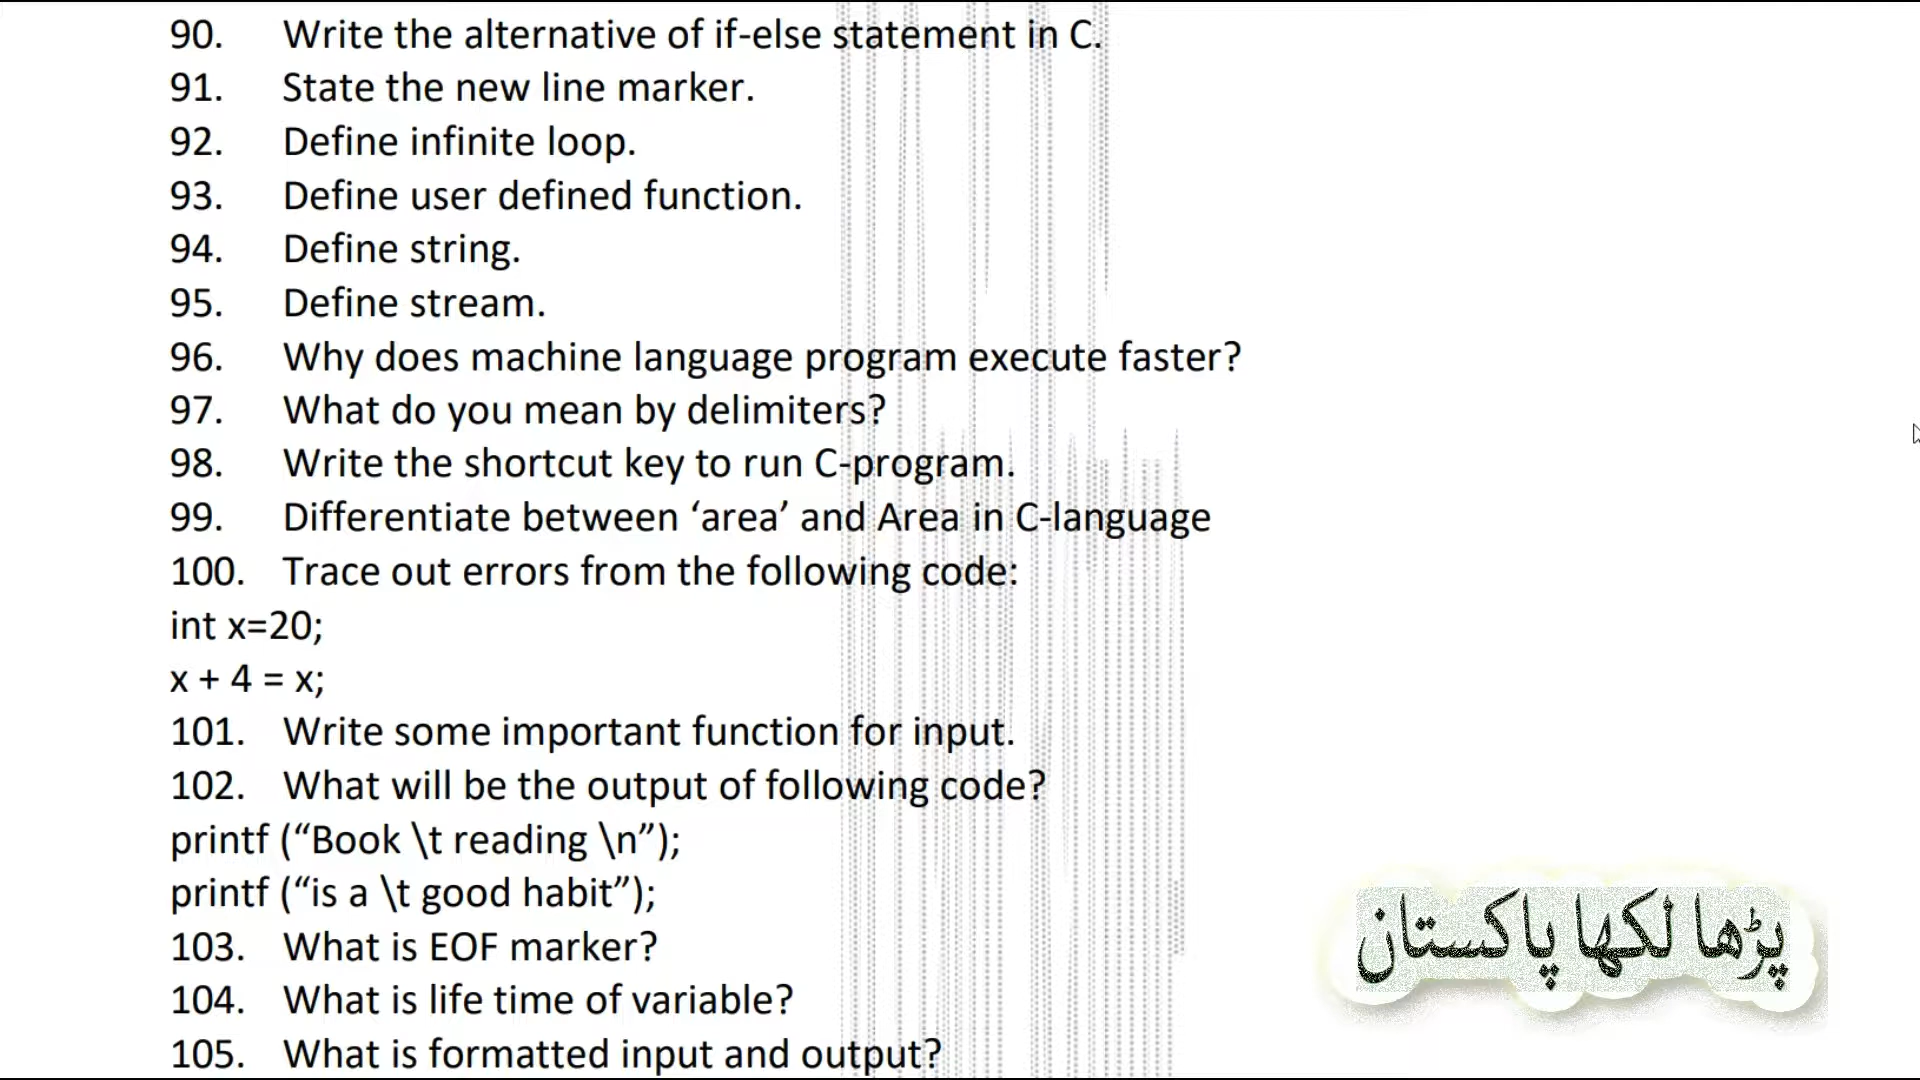 90. Write the alternative of if-else statement in C.
91. State the new line marker.
92. Define infinite loop.
93. Define user defined function.
94. Define string.
95. Define stream.
96. Why does machine language program execute faster?
97. What do you mean by delimiters?
98. Write the shortcut key to run C-program.
99. Differentiate between ‘area’ and Area in C-language
100. Trace out errors from the following code:
int x=20;
x + 4 = x;
101. Write some important function for input.
102. What will be the output of following code?
printf (“Book \t reading \n”);
printf (“is a \t good habit”);
103. What is EOF marker?
104. What is life time of variable?
105. What is formatted input and output?
پڑھا لکھا پاکستان